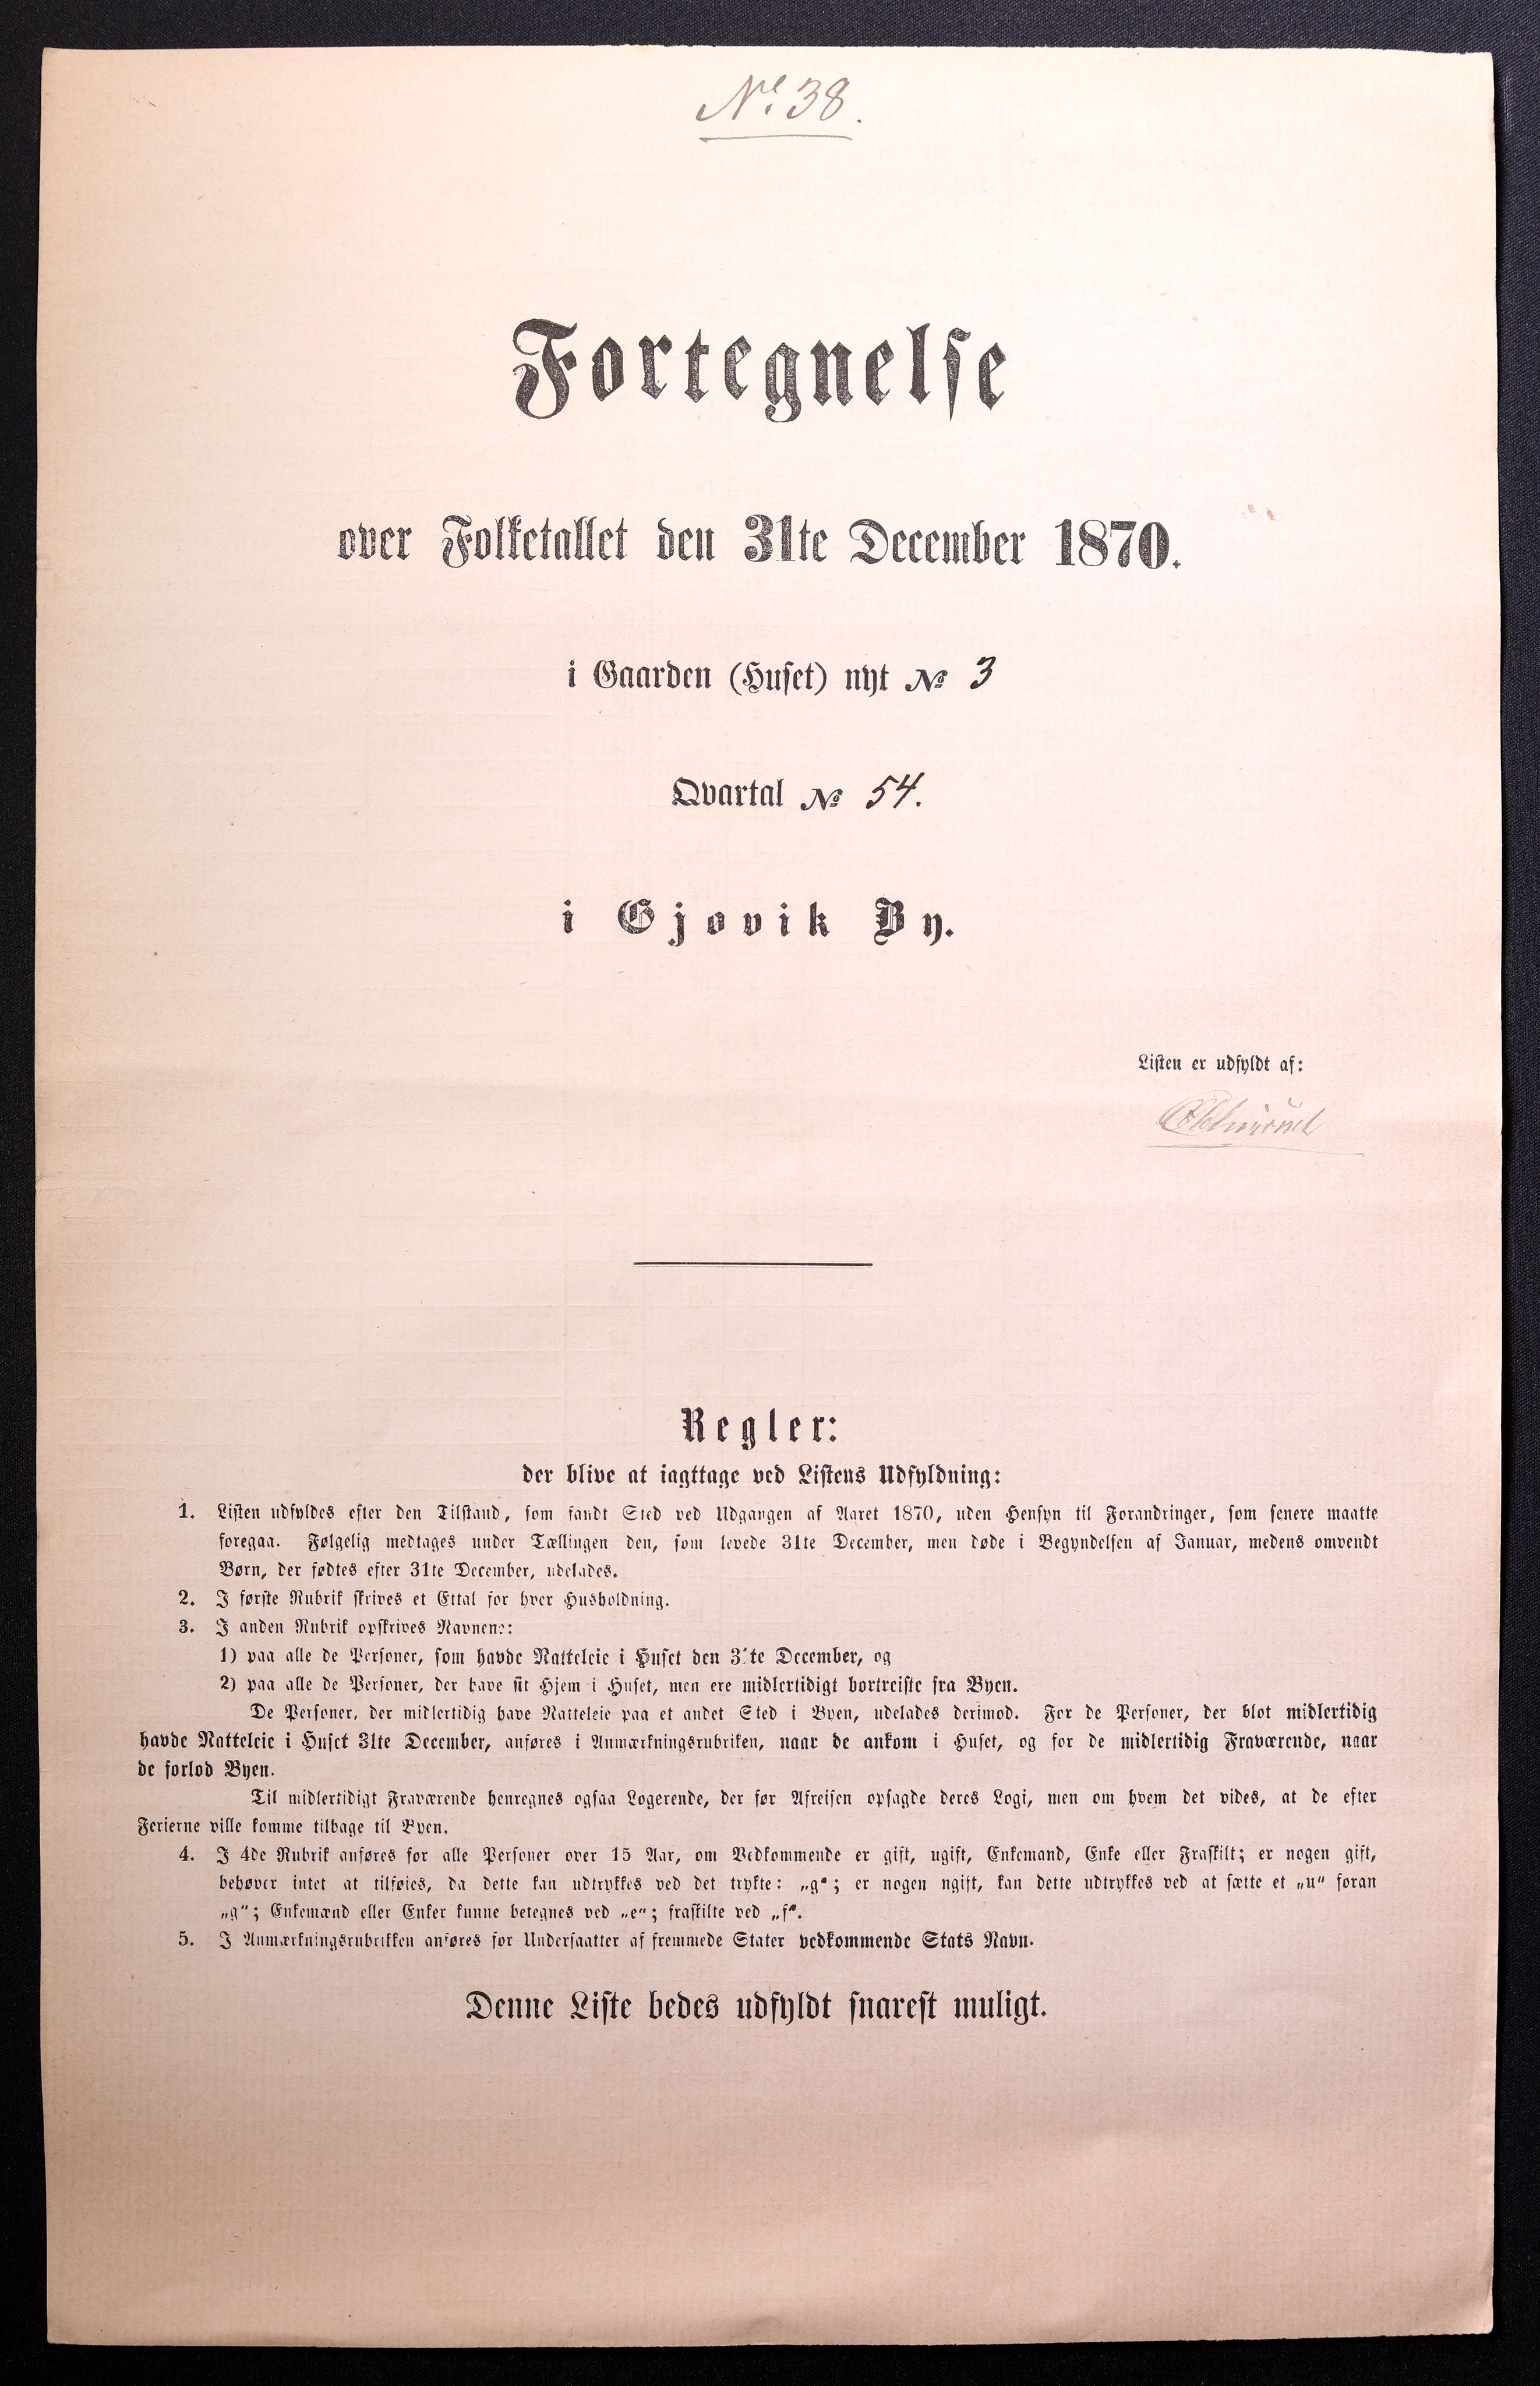 No 38.
Fortegnelse
over Folketallet den 31te December 1870.
i Gaarden (Huset) nyt No 3
Qvartal No 54.
i Gjøvik By.
Listen er udfyldt af:
Regler:
der blive at iagttage ved Listens Udfyldning:
1. Listen udfyldes efter den Tilstand, som fandt Sted ved Udgangen af Aaret 1870, uden Hensyn til Forandringer, som senere maatte
foregaa. Følgelig medtages under Tællingen den, som levede 31te December, men døde i Begyndelsen af Januar, medens omvendt
Børn, der fødtes efter 31te December, udelades.
2. I første Rubrik skrives et Ettal for hver Husholdning.
3. I anden Rubrik opskrives Navnene:
1) paa alle de Personer, som havde Natteleie i Huset den 31te December, og
2) paa alle de Personer, der have sit Hjem i Huset, men ere midlertidigt bortreiste fra Byen.
De Personer, der midlertidig have Natteleie paa et andet Sted i Byen, udelades derimod. For de Personer, der blot midlertidig
havde Natteleie i Huset 31te December, anføres i Anmærkningsrubriken, naar de ankom i Huset, og for de midlertidig Fraværende, naar
de forlod Byen.
Til midlertidigt Fraværende henregnes ogsaa Logerende, der før Afreisen opsagde deres Logi, men om hvem det vides, at de efter
Ferierne ville komme tilbage til Byen.
4. I 4de Rubrik anføres for alle Personer over 15 Aar, om Vedkommende er gift, ugift, Enkemand, Enke eller Fraskilt; er nogen gift,
behøver intet at tilføies, da dette kan udtrykkes ved det trykte: „g“; er nogen ugift, kan dette udtrykkes ved at sætte et „u“ foran
„g“; Enkemænd eller Enker kunne betegnes ved „e“; fraskilte ved „f“.
5. I Anmærkningsrubrikken anføres for Undersaatter af fremmede Stater vedkommende Stats Navn.
Denne Liste bedes udfyldt snarest muligt.